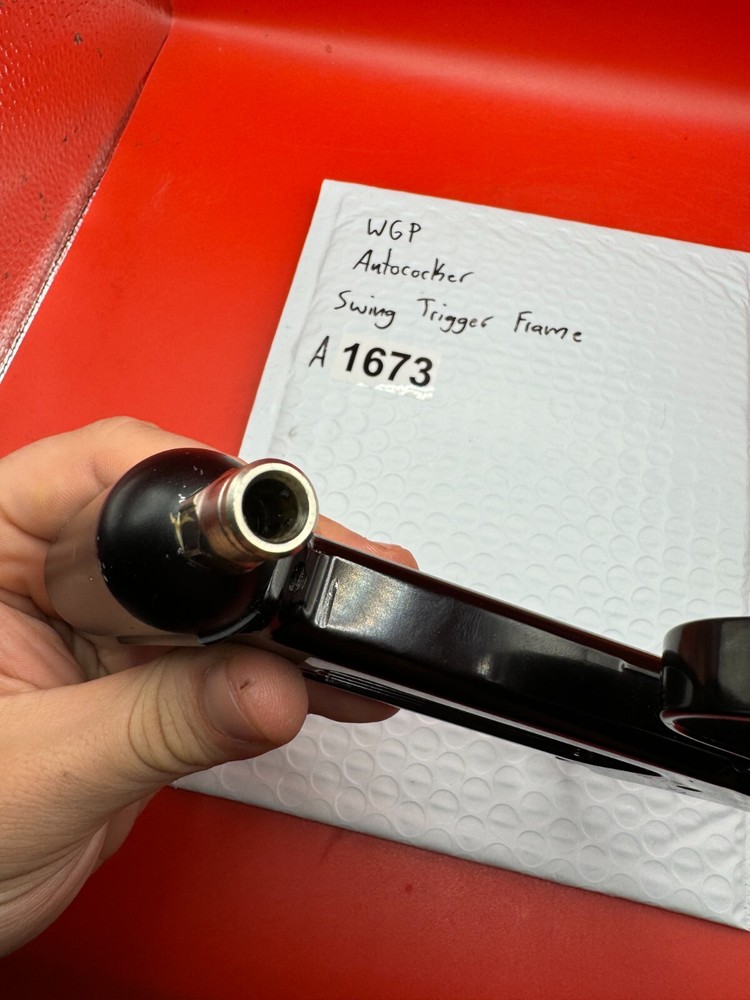 WGP
Autococker
Swing Trigger Frame
A 1673